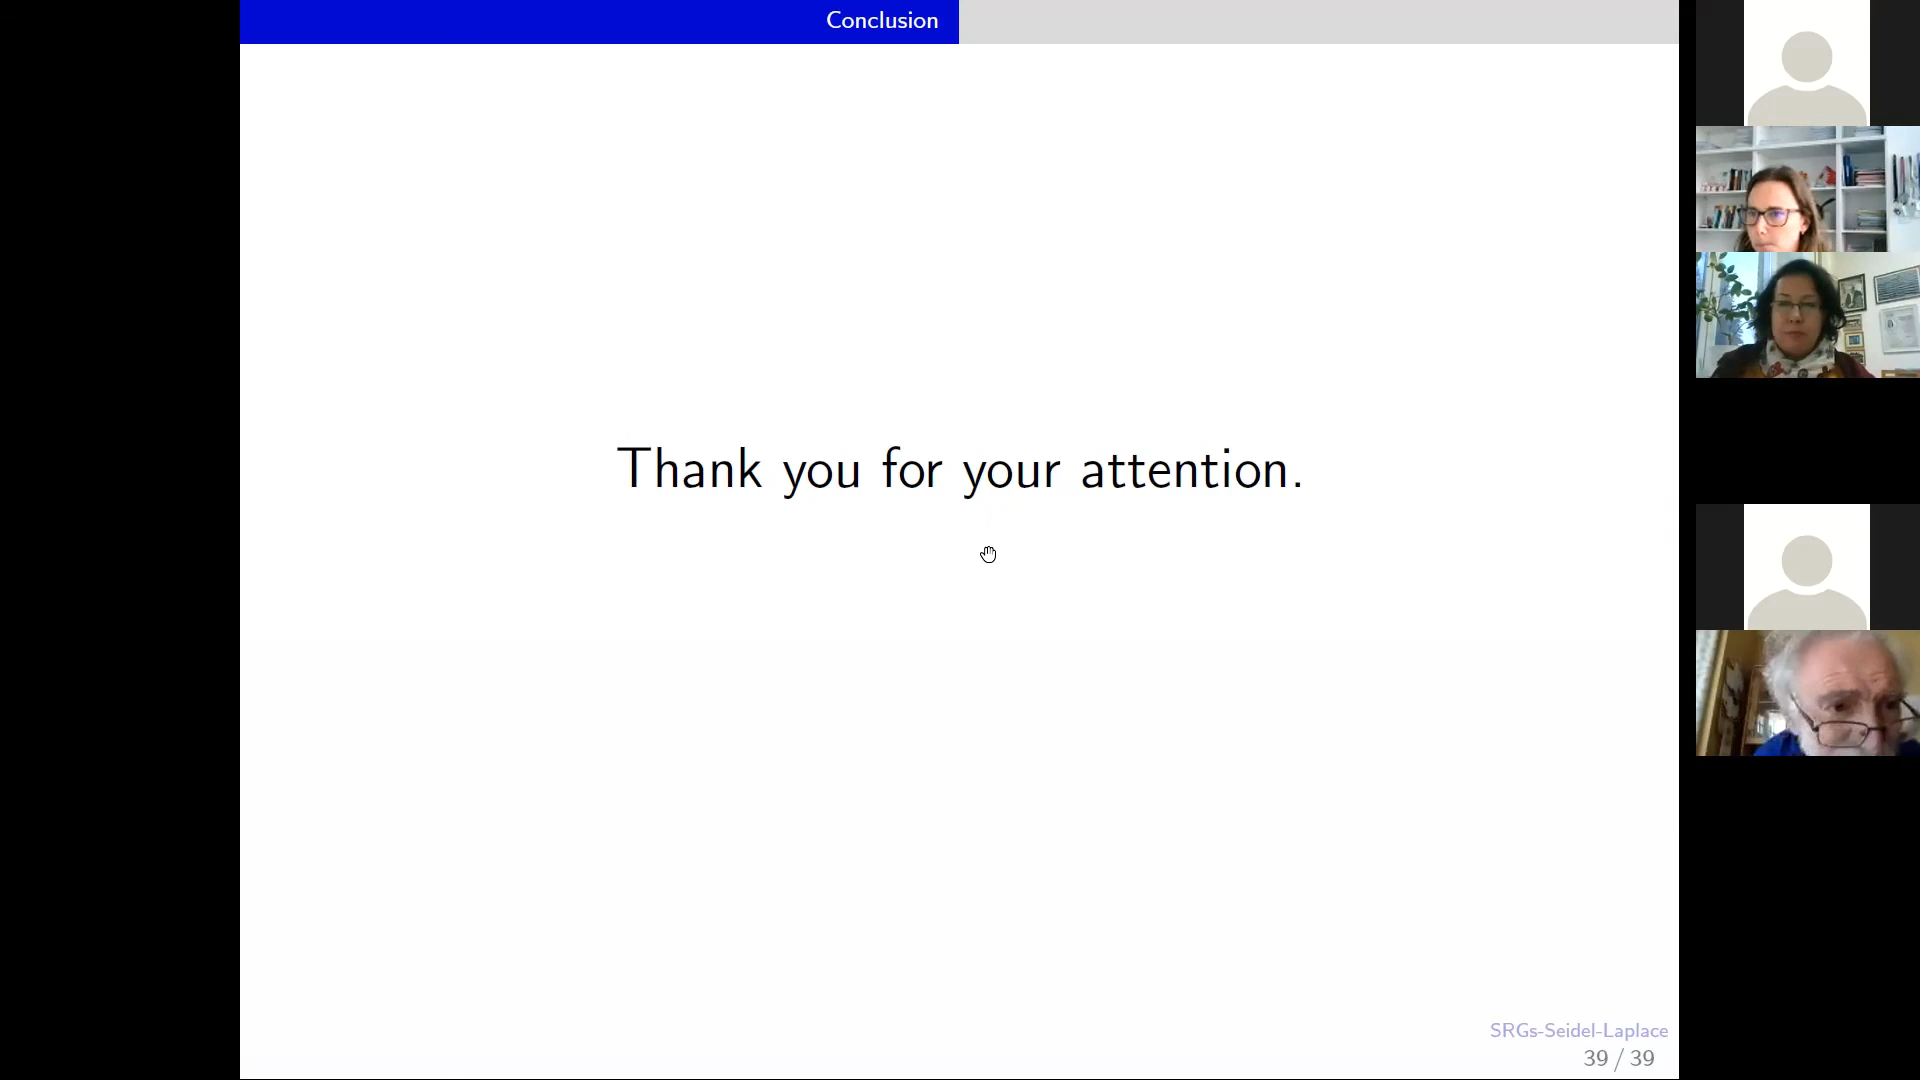 Conclusion
Thank you for your attention.
SRGs-Seidel-Laplace
39 / 39